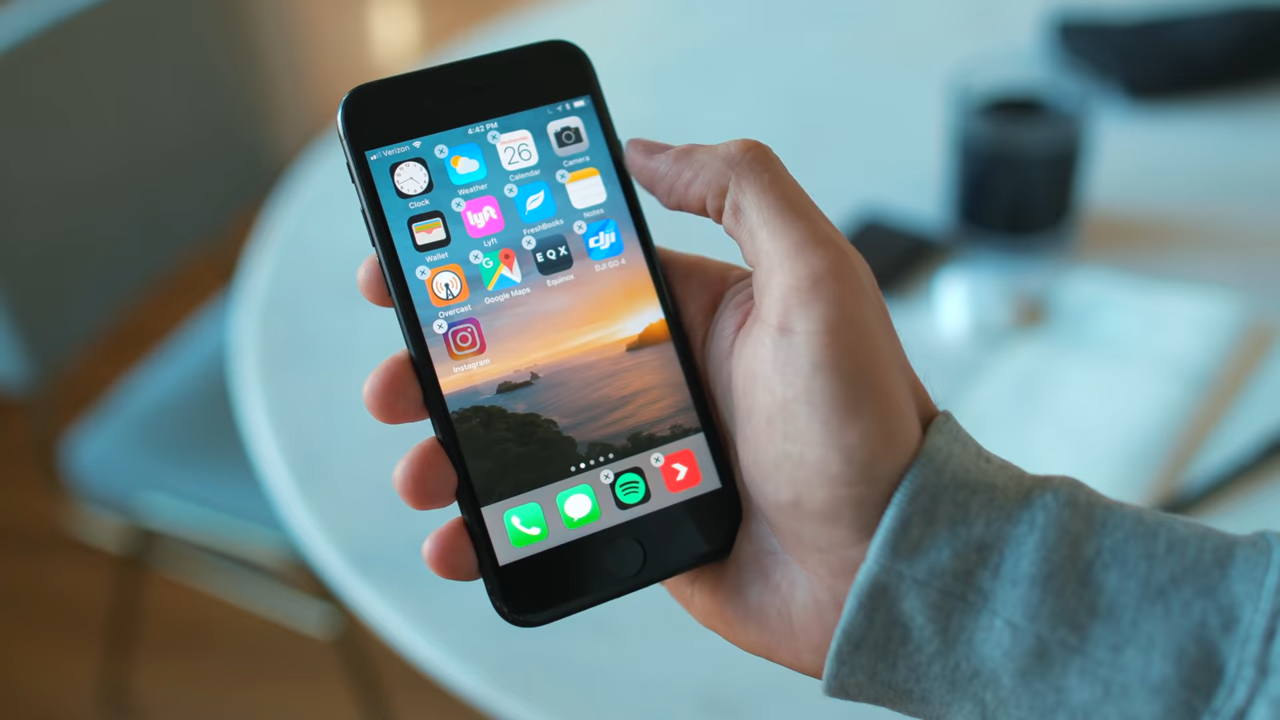 Verizon
4:42 PM
Clock
Weather
Wednesday
26
Calendar
Camera
Wallet
lyft
Lyft
FreshBooks
Notes
Overcast
G
Google Maps
E Q X
Equinox
dji
DJI GO 4
Instagram